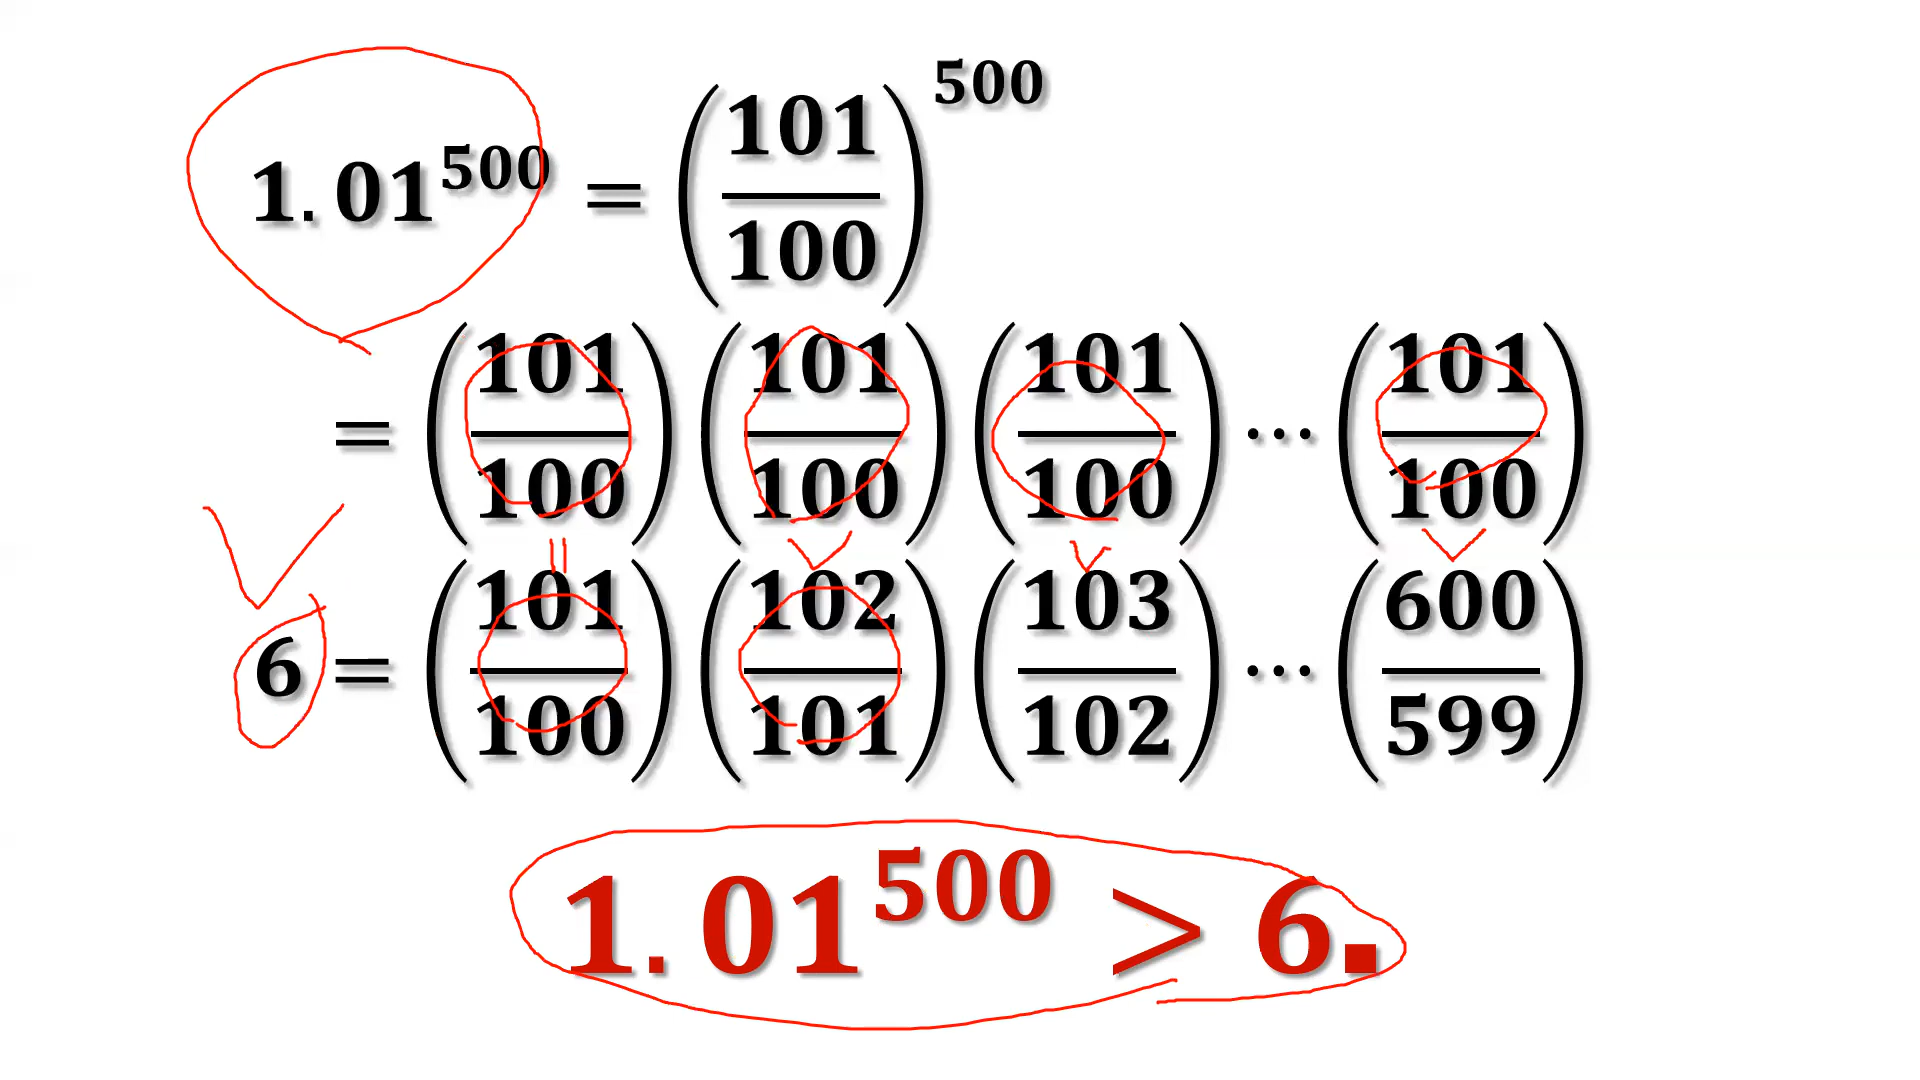 1.01^500 = (101/100)^500
= (101/100)(101/100)(101/100)⋯(101/100)
6 = (101/100)(102/101)(103/102)⋯(600/599)
1.01^500 > 6.